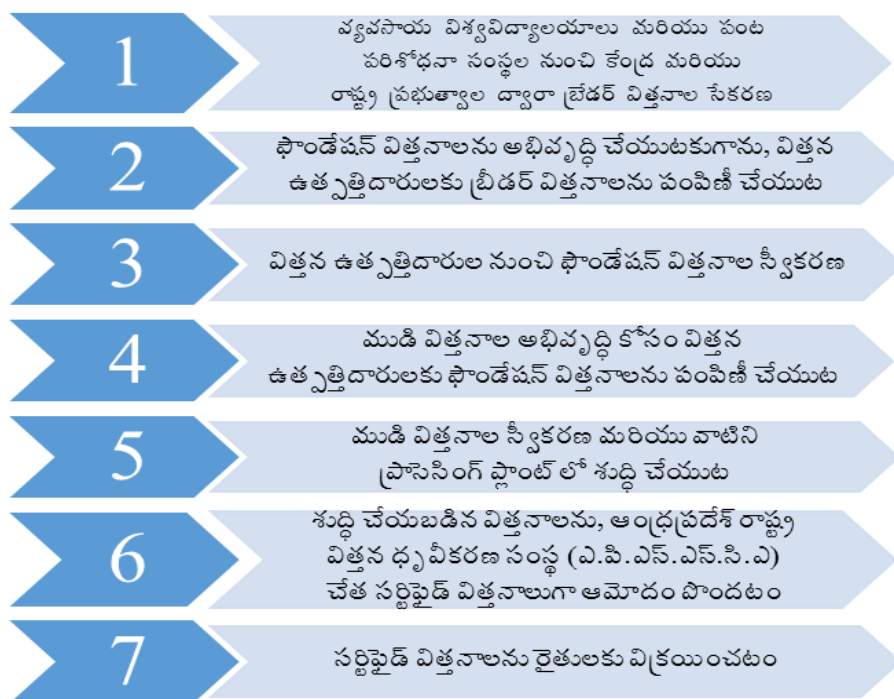 1
వ్యవసాయ విశ్వవిద్యాలయాలు మరియు పంట
పరిశోధనా సంస్థల నుంచి కేంద్ర మరియు
రాష్ట్ర ప్రభుత్వాల ద్వారా బ్రేడర్ విత్తనాల సేకరణ
2
ఫౌండేషన్ విత్తనాలను అభివృద్ధి చేయుటకుగాను, విత్తన
ఉత్పత్తిదారులకు బ్రీడర్ విత్తనాలను పంపిణీ చేయుట
3
విత్తన ఉత్పత్తిదారుల నుంచి ఫౌండేషన్ విత్తనాల స్వీకరణ
4
ముడి విత్తనాల అభివృద్ధి కోసం విత్తన
ఉత్పత్తిదారులకు ఫౌండేషన్ విత్తనాలను పంపిణీ చేయుట
5
ముడి విత్తనాల స్వీకరణ మరియు వాటిని
ప్రాసెసింగ్ ప్లాంట్ లో శుద్ధి చేయుట
6
శుద్ధి చేయబడిన విత్తనాలను, ఆంధ్రప్రదేశ్ రాష్ట్ర
విత్తన ధృవీకరణ సంస్థ (ఎ.పి.ఎస్.ఎస్.సి.ఎ)
చేత సర్టిఫైడ్ విత్తనాలుగా ఆమోదం పొందటం
7
సర్టిఫైడ్ విత్తనాలను రైతులకు విక్రయించటం